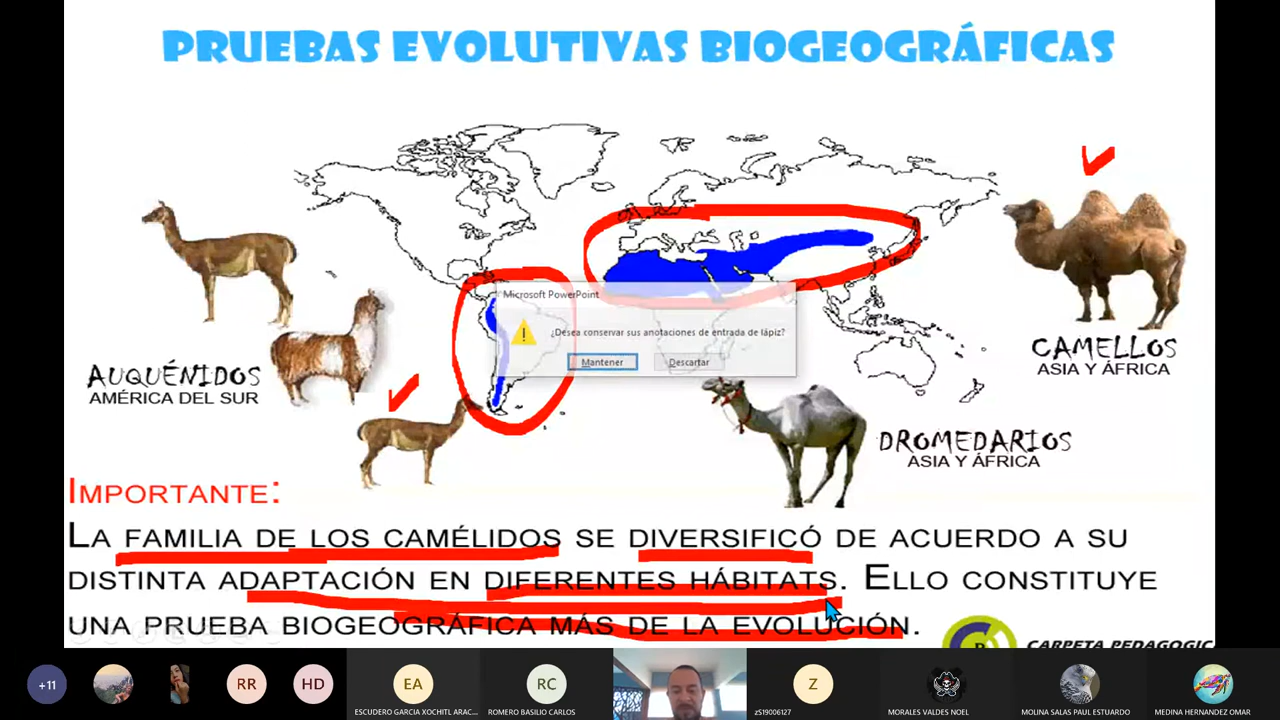 PRUEBAS EVOLUTIVAS BIOGEOGRÁFICAS
Microsoft PowerPoint
¿Desea conservar sus anotaciones de entrada de lápiz?
Mantener
Descartar
AUQUÉNIDOS
AMÉRICA DEL SUR
CAMELLOS
ASIA Y ÁFRICA
DROMEDARIOS
ASIA Y ÁFRICA
IMPORTANTE:
LA FAMILIA DE LOS CAMÉLIDOS SE DIVERSIFICÓ DE ACUERDO A SU
DISTINTA ADAPTACIÓN EN DIFERENTES HÁBITATS. ELLO CONSTITUYE
UNA PRUEBA BIOGEOGRÁFICA MÁS DE LA EVOLUCIÓN.
CARPETA PEDAGOGIC
+11
RR
HD
EA
RC
Z
ESCUDERO GARCIA XOCHITL ARAC...
ROMERO BASILIO CARLOS
zS19006127
MORALES VALDES NOEL
MOLINA SALAS PAUL ESTUARDO
MEDINA HERNANDEZ OMAR